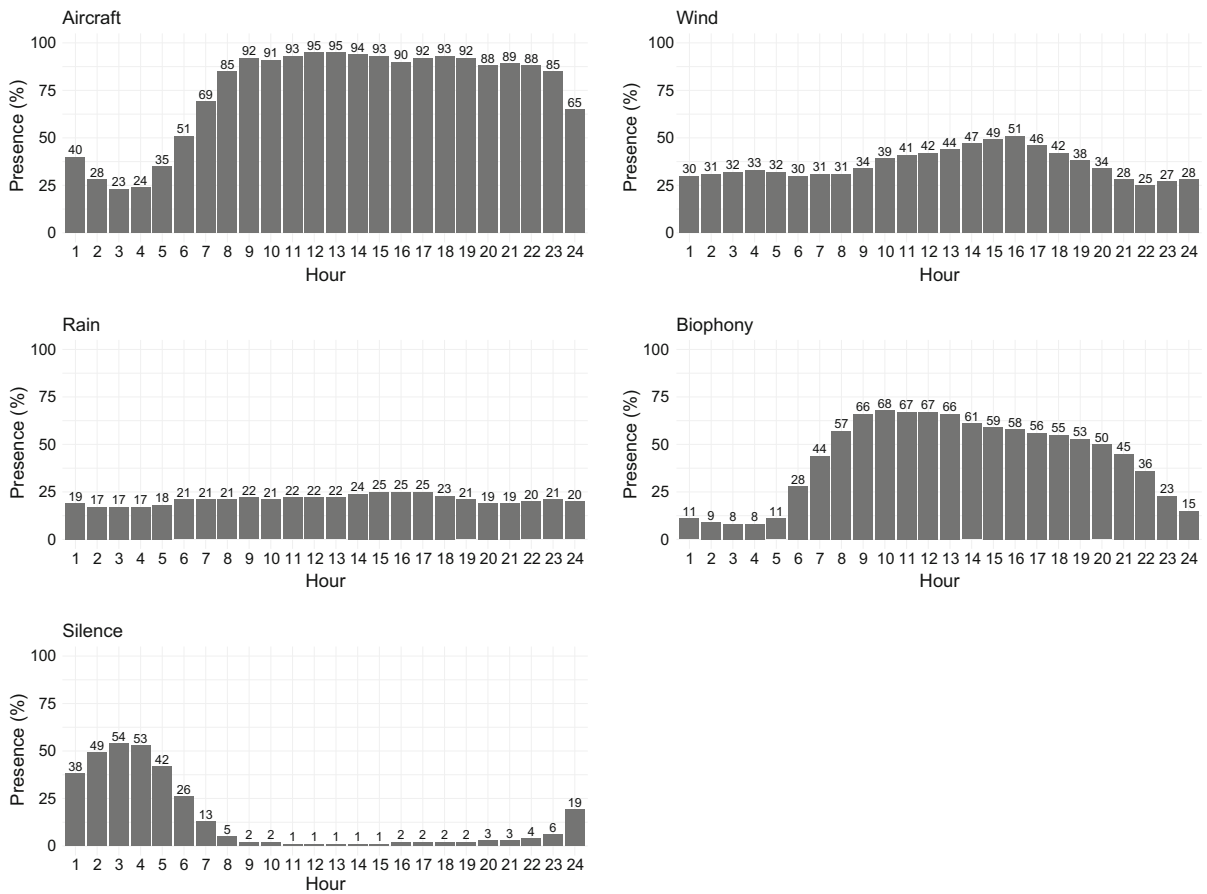 Aircraft
Presence (%)
100
75
50
25
0
40 28 23 24 35 51 69 85 92 91 93 95 95 94 93 90 92 93 92 88 89 88 85 65
1 2 3 4 5 6 7 8 9 10 11 12 13 14 15 16 17 18 19 20 21 22 23 24
Hour
Wind
Presence (%)
100
75
50
25
0
30 31 32 33 32 30 31 31 34 39 41 42 44 47 49 51 46 42 38 34 28 25 27 28
1 2 3 4 5 6 7 8 9 10 11 12 13 14 15 16 17 18 19 20 21 22 23 24
Hour
Rain
Presence (%)
100
75
50
25
0
19 17 17 17 18 21 21 21 22 21 22 22 22 24 25 25 25 23 21 19 19 20 21 20
1 2 3 4 5 6 7 8 9 10 11 12 13 14 15 16 17 18 19 20 21 22 23 24
Hour
Biophony
Presence (%)
100
75
50
25
0
11 9 8 8 11 28 44 57 66 68 67 67 66 61 59 58 56 55 53 50 45 36 23 15
1 2 3 4 5 6 7 8 9 10 11 12 13 14 15 16 17 18 19 20 21 22 23 24
Hour
Silence
Presence (%)
100
75
50
25
0
38 49 54 53 42 26 13 5 2 2 1 1 1 1 1 2 2 2 2 3 3 4 6 19
1 2 3 4 5 6 7 8 9 10 11 12 13 14 15 16 17 18 19 20 21 22 23 24
Hour